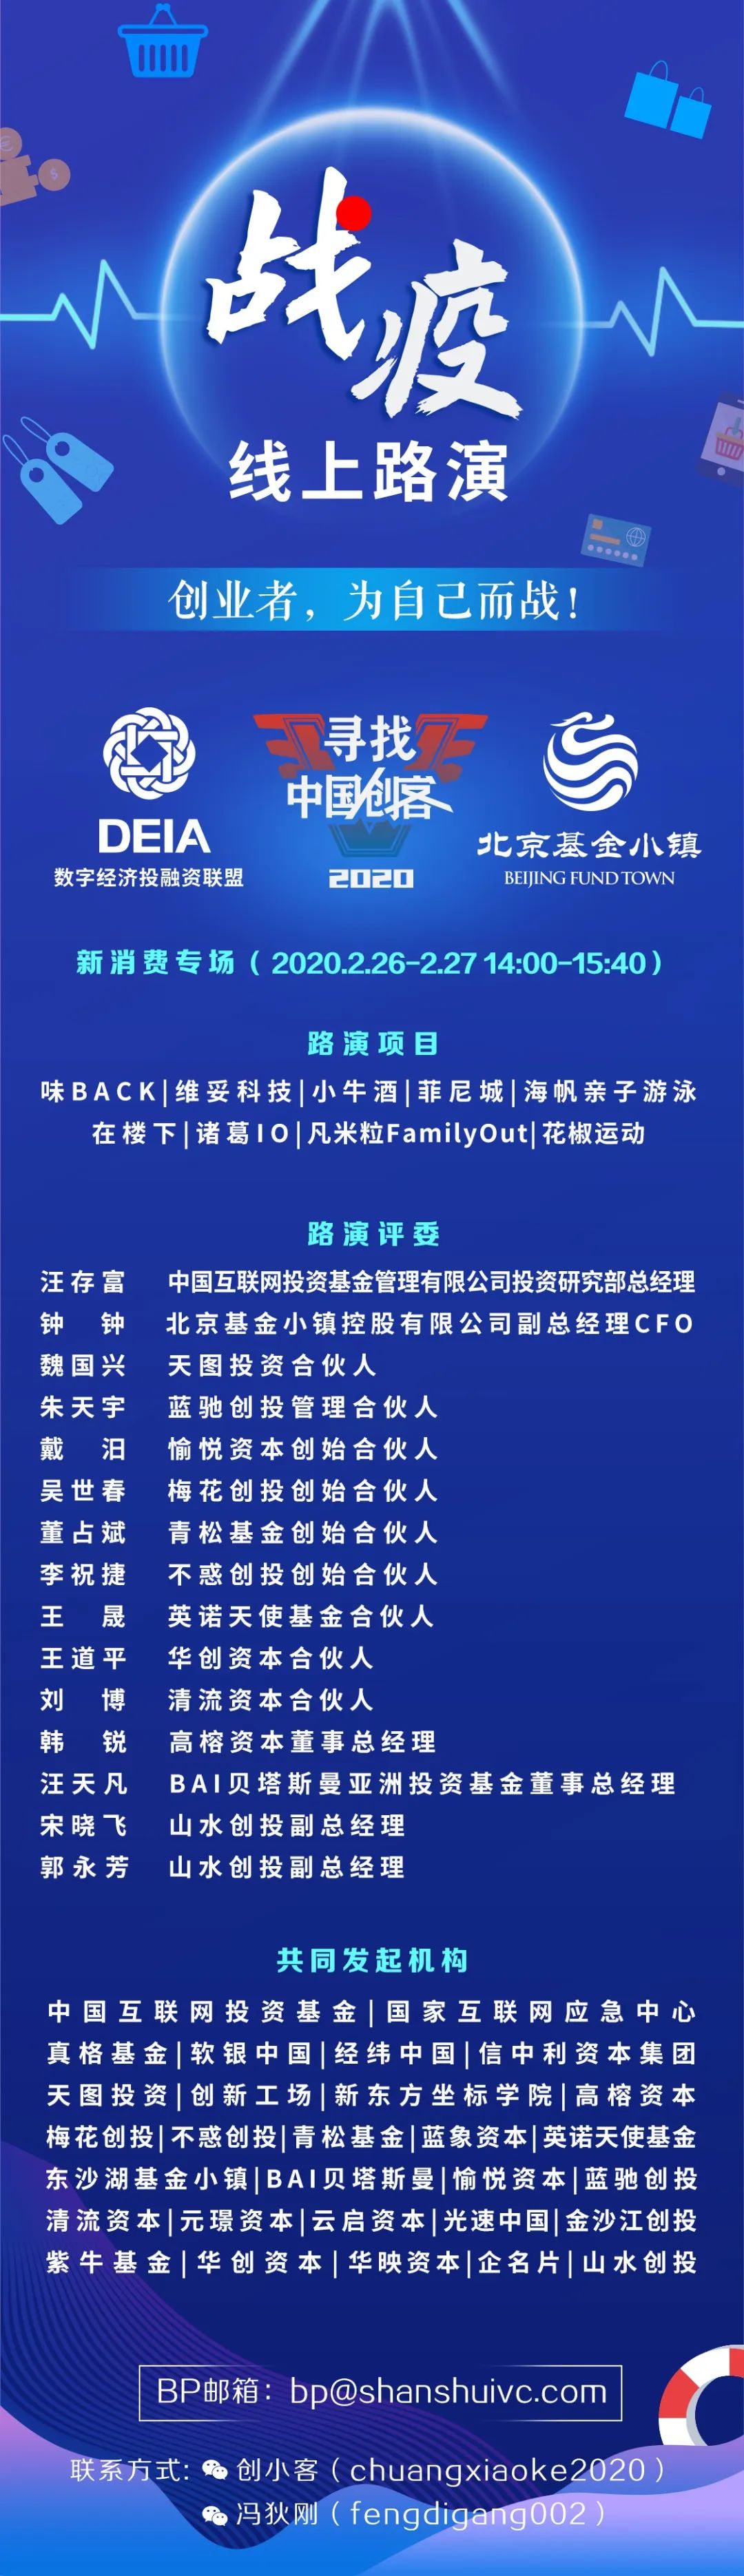 战疫
线上路演
创业者，为自己而战！
DEIA
数字经济投融资联盟
寻找
中国创客
2020
北京基金小镇
BEIJING FUND TOWN
新消费专场（2020.2.26-2.27 14:00-15:40）
路演项目
味BACK|维妥科技|小牛酒|菲尼城|海帆亲子游泳
在楼下|诸葛IO|凡米粒FamilyOut|花椒运动
路演评委
汪存富 中国互联网投资基金管理有限公司投资研究部总经理
钟钟 北京基金小镇控股有限公司副总经理CFO
魏国兴 天图投资合伙人
朱天宇 蓝驰创投管理合伙人
戴汨 愉悦资本创始合伙人
吴世春 梅花创投创始合伙人
董占斌 青松基金创始合伙人
李祝捷 不惑创投创始合伙人
王晟 英诺天使基金合伙人
王道平 华创资本合伙人
刘博 清流资本合伙人
韩锐 高榕资本董事总经理
汪天凡 BAI贝塔斯曼亚洲投资基金董事总经理
宋晓飞 山水创投副总经理
郭永芳 山水创投副总经理
共同发起机构
中国互联网投资基金|国家互联网应急中心
真格基金|软银中国|经纬中国|信中利资本集团
天图投资|创新工场|新东方坐标学院|高榕资本
梅花创投|不惑创投|青松基金|蓝象资本|英诺天使基金
东沙湖基金小镇|BAI贝塔斯曼|愉悦资本|蓝驰创投
清流资本|元璟资本|云启资本|光速中国|金沙江创投
紫牛基金|华创资本|华映资本|企名片|山水创投
BP邮箱：bp@shanshuivc.com
联系方式: 创小客（chuangxiaoke2020）
冯狄刚（fengdigang002）